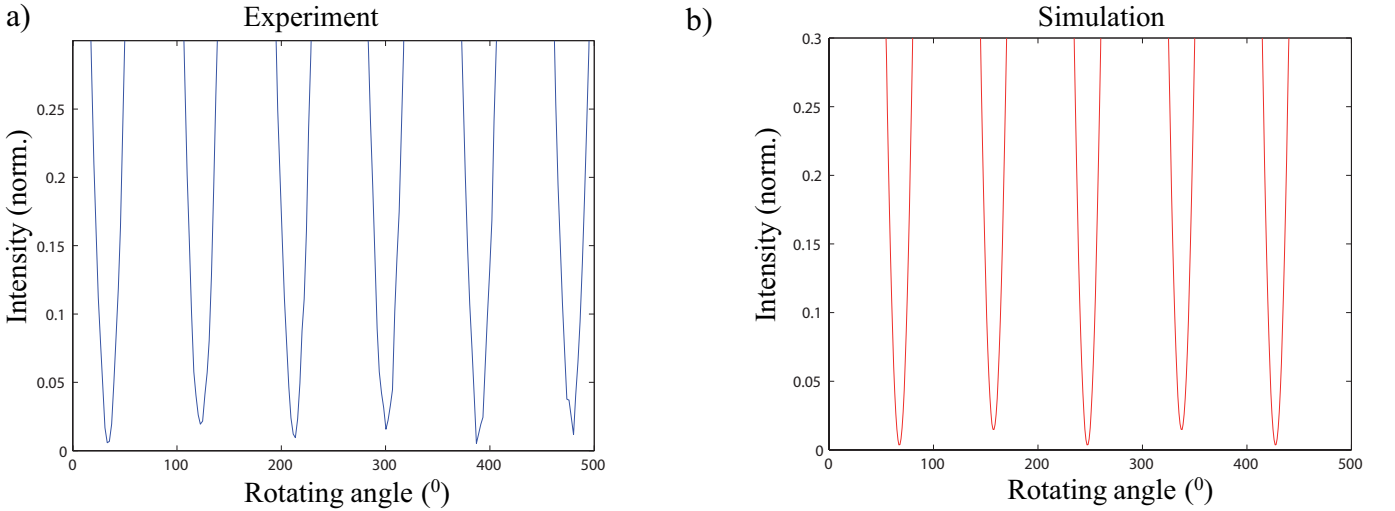 a)
Experiment
Intensity (norm.)
0.25
0.2
0.15
0.1
0.05
0
0 100 200 300 400 500
Rotating angle (⁰)
b)
Simulation
Intensity (norm.)
0.3
0.25
0.2
0.15
0.1
0.05
0
0 100 200 300 400 500
Rotating angle (⁰)